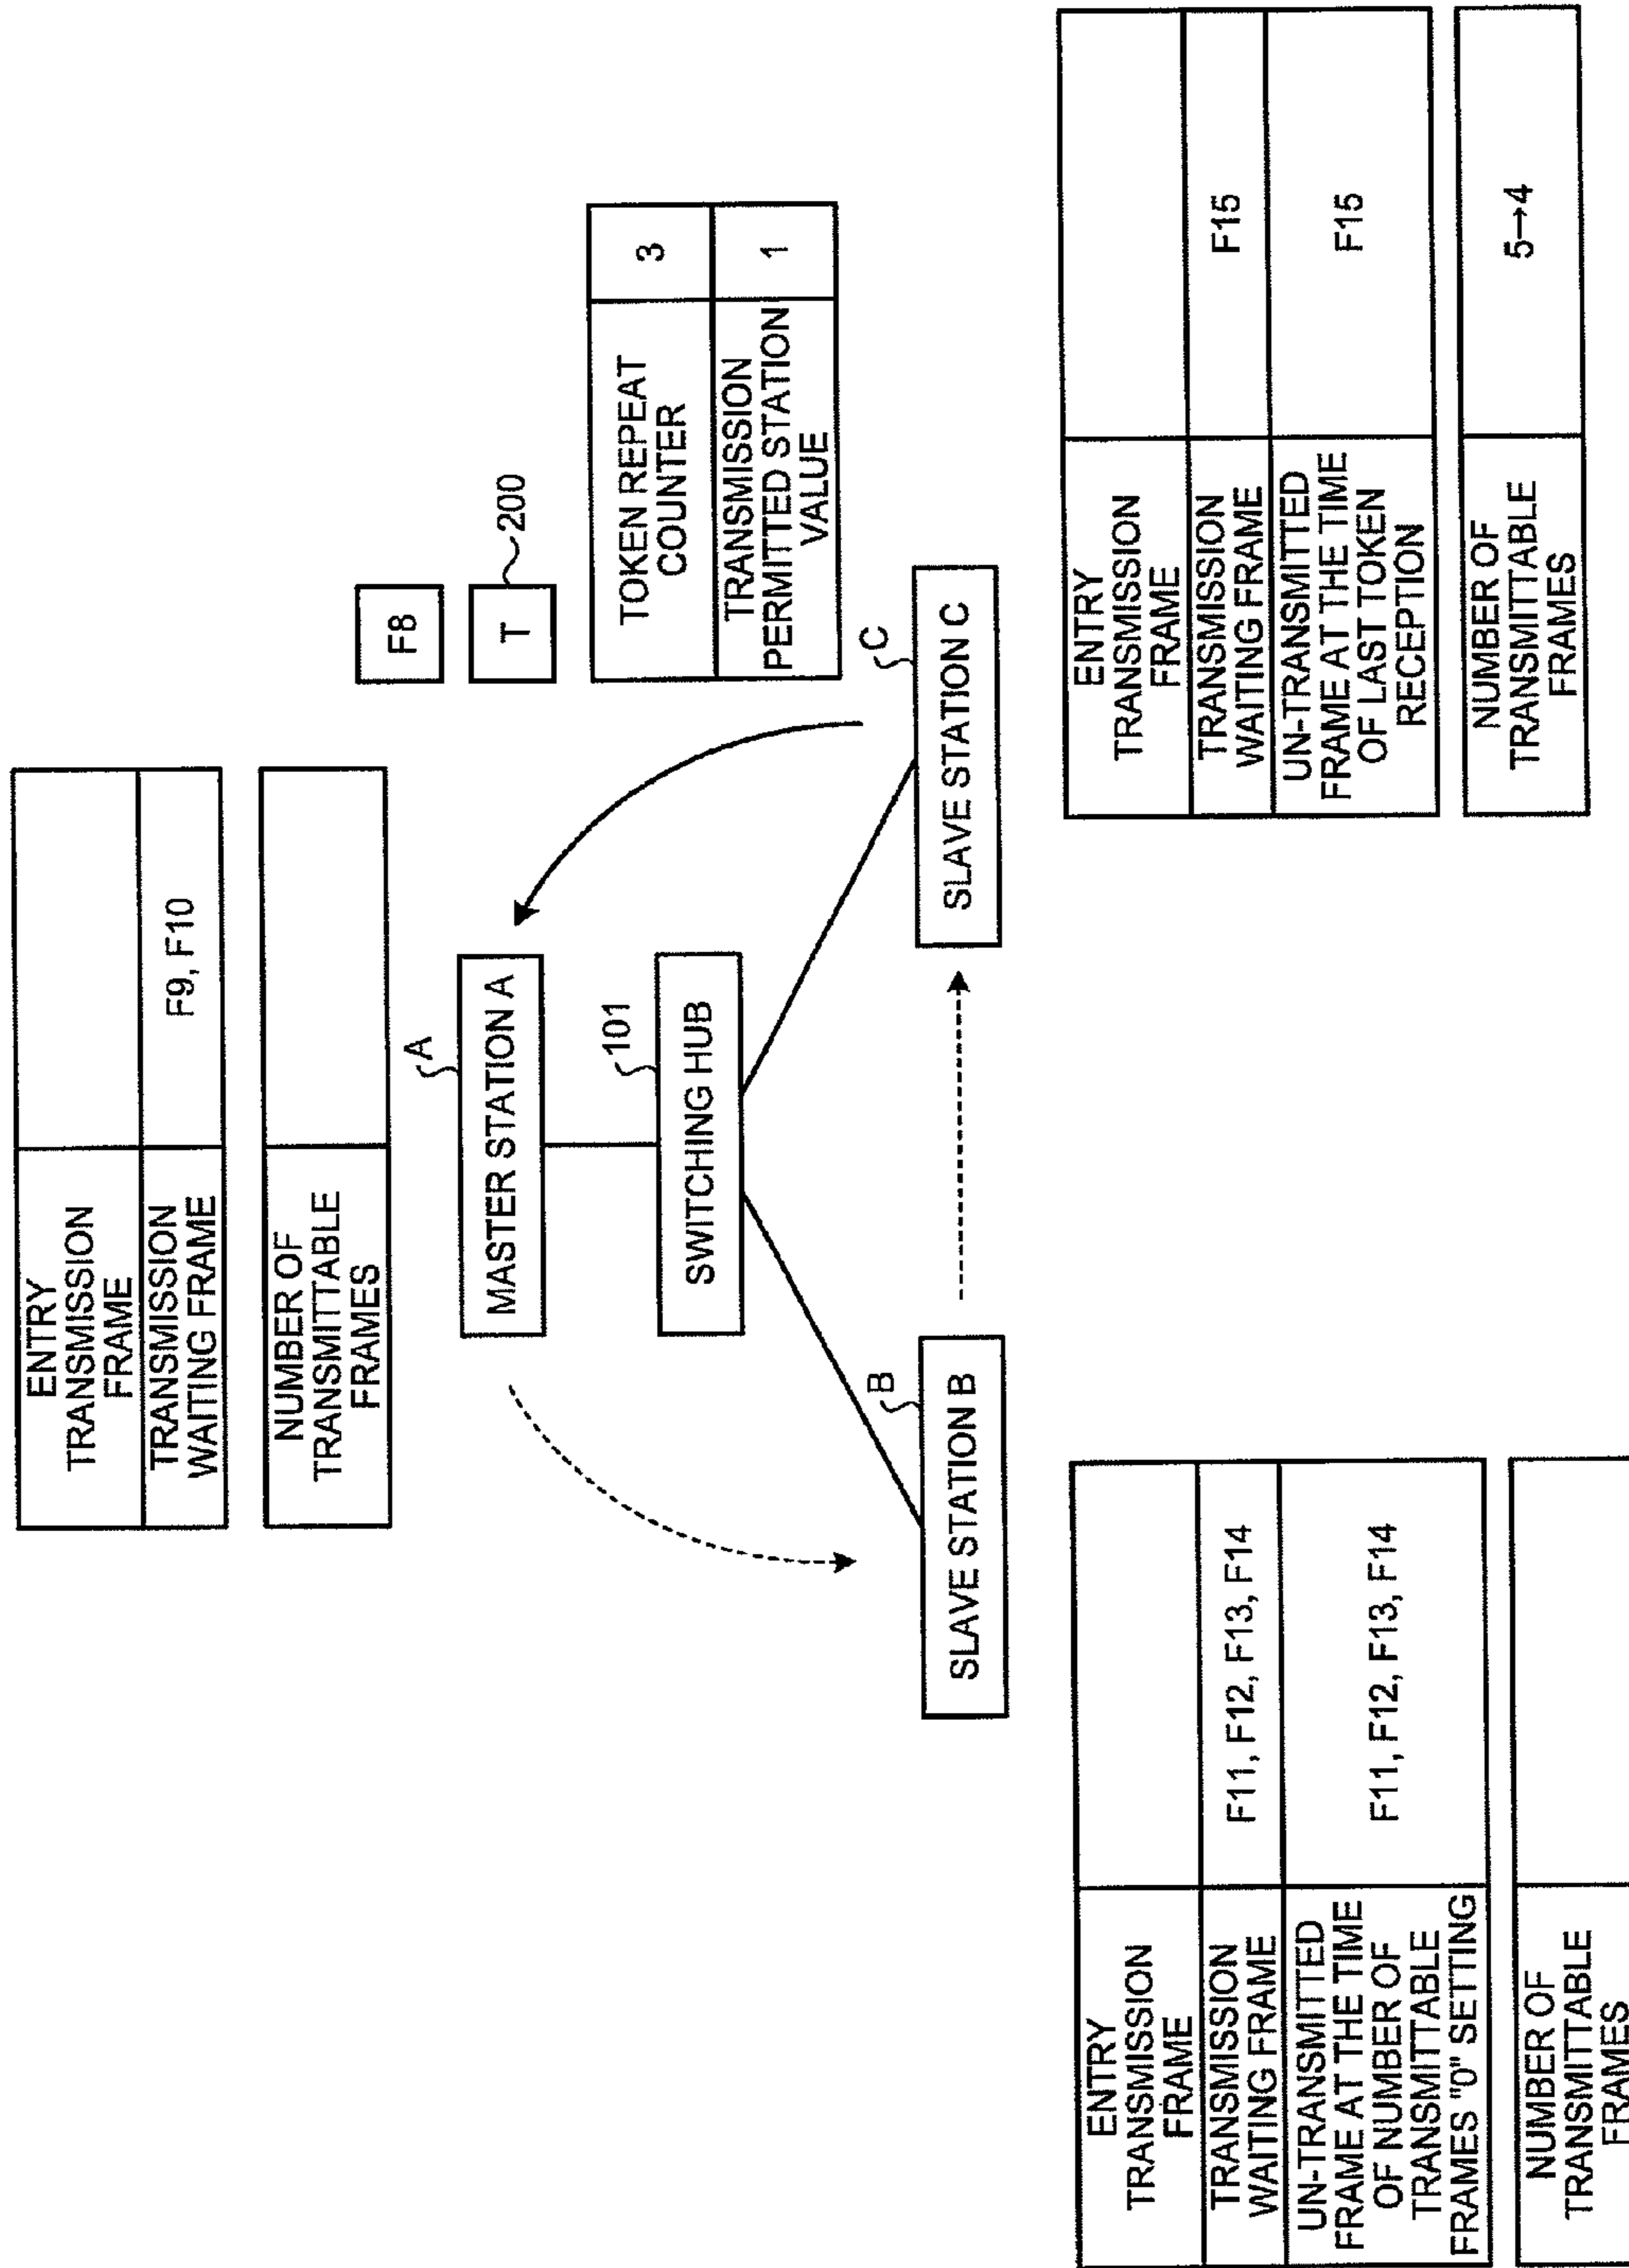 ENTRY
TRANSMISSION
FRAME
TRANSMISSION
WAITING FRAME
F9, F10
NUMBER OF
TRANSMITTABLE
FRAMES
A
MASTER STATION A
101
SWITCHING HUB
F8
T
200
TOKEN REPEAT
COUNTER
3
TRANSMISSION
PERMITTED STATION
VALUE
1
B
SLAVE STATION B
C
SLAVE STATION C
ENTRY
TRANSMISSION
FRAME
TRANSMISSION
WAITING FRAME
F11, F12, F13, F14
UN-TRANSMITTED
FRAME AT THE TIME
OF NUMBER OF
TRANSMITTABLE
FRAMES "0" SETTING
F11, F12, F13, F14
NUMBER OF
TRANSMITTABLE
FRAMES
ENTRY
TRANSMISSION
FRAME
TRANSMISSION
WAITING FRAME
F15
UN-TRANSMITTED
FRAME AT THE TIME
OF LAST TOKEN
RECEPTION
F15
NUMBER OF
TRANSMITTABLE
FRAMES
5→4